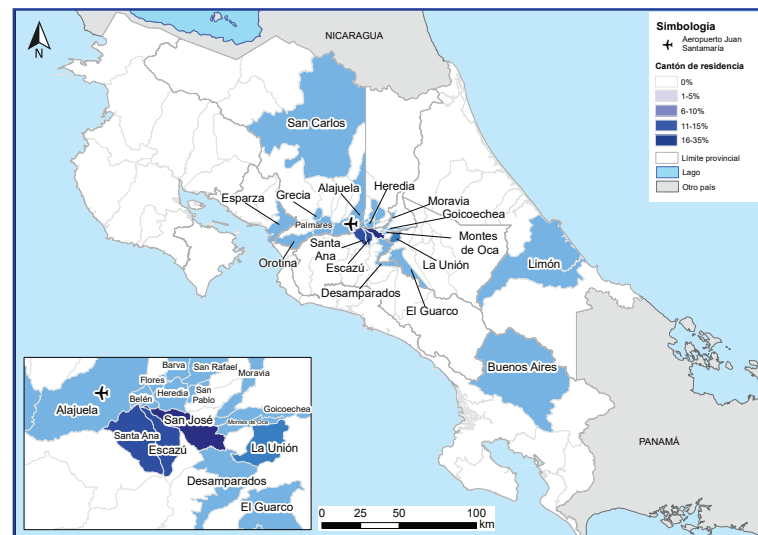 NICARAGUA
N
San Carlos
Alajuela
Heredia
Grecia
Moravia
Esparza
Goicoechea
Palmares
Montes
de Oca
Santa
Ana
Orotina
Escazú
La Unión
Limón
Desamparados
El Guarco
Buenos Aires
PANAMÁ
Simbología
Aeropuerto Juan
Santamaría
Cantón de residencia
0%
1-5%
6-10%
11-15%
16-35%
Límite provincial
Lago
Otro país
Barva
San Rafael
Moravia
Flores
Heredia
San
Pablo
Belén
Alajuela
Goicoechea
San José
Montes de Oca
Santa Ana
Escazú
La Unión
Desamparados
El Guarco
0 25 50 100
km